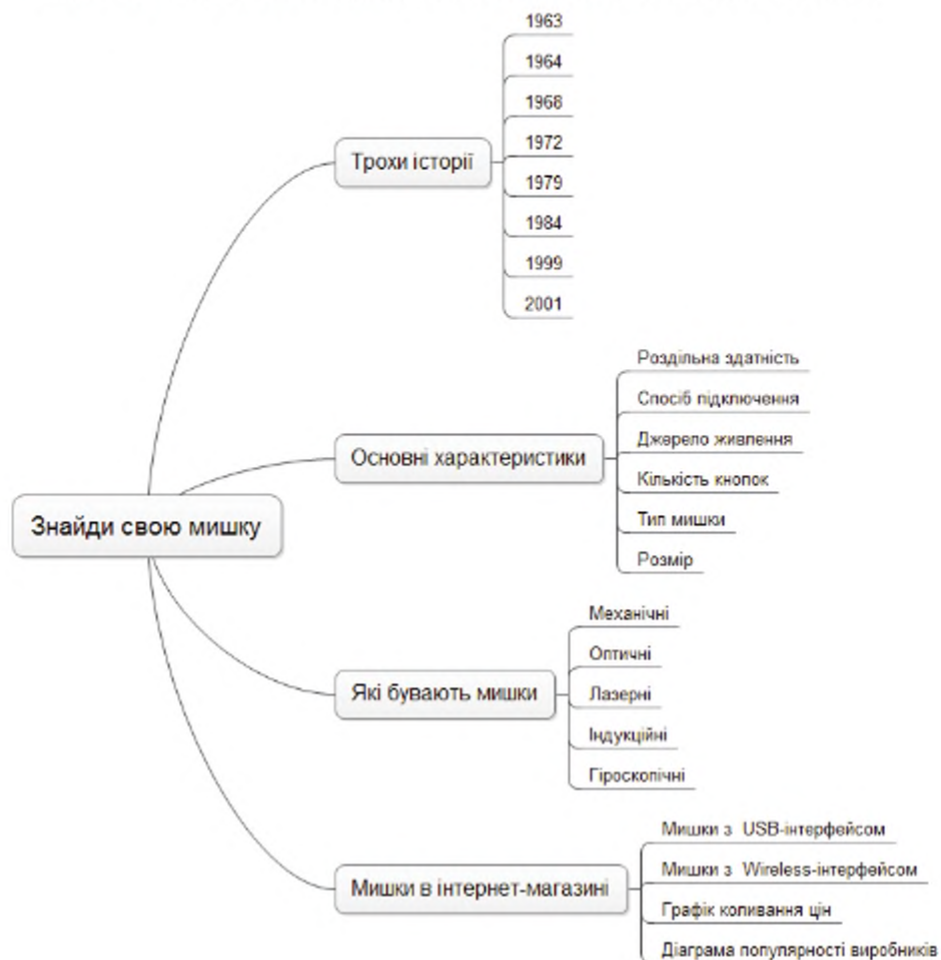 Знайди свою мишку
Трохи історії
1963
1964
1968
1972
1979
1984
1999
2001
Основні характеристики
Роздільна здатність
Спосіб підключення
Джерело живлення
Кількість кнопок
Тип мишки
Розмір
Які бувають мишки
Механічні
Оптичні
Лазерні
Індукційні
Гіроскопічні
Мишки в інтернет-магазині
Мишки з USB-інтерфейсом
Мишки з Wireless-інтерфейсом
Графік коливання цін
Діаграма популярності виробників